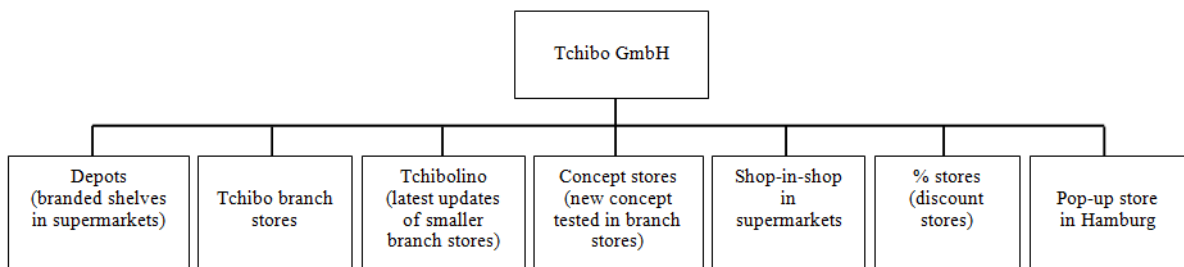 Tchibo GmbH
Depots
(branded shelves
in supermarkets)
Tchibo branch
stores
Tchibolino
(latest updates
of smaller
branch stores)
Concept stores
(new concept
tested in branch
stores)
Shop-in-shop
in
supermarkets
% stores
(discount
stores)
Pop-up store
in Hamburg